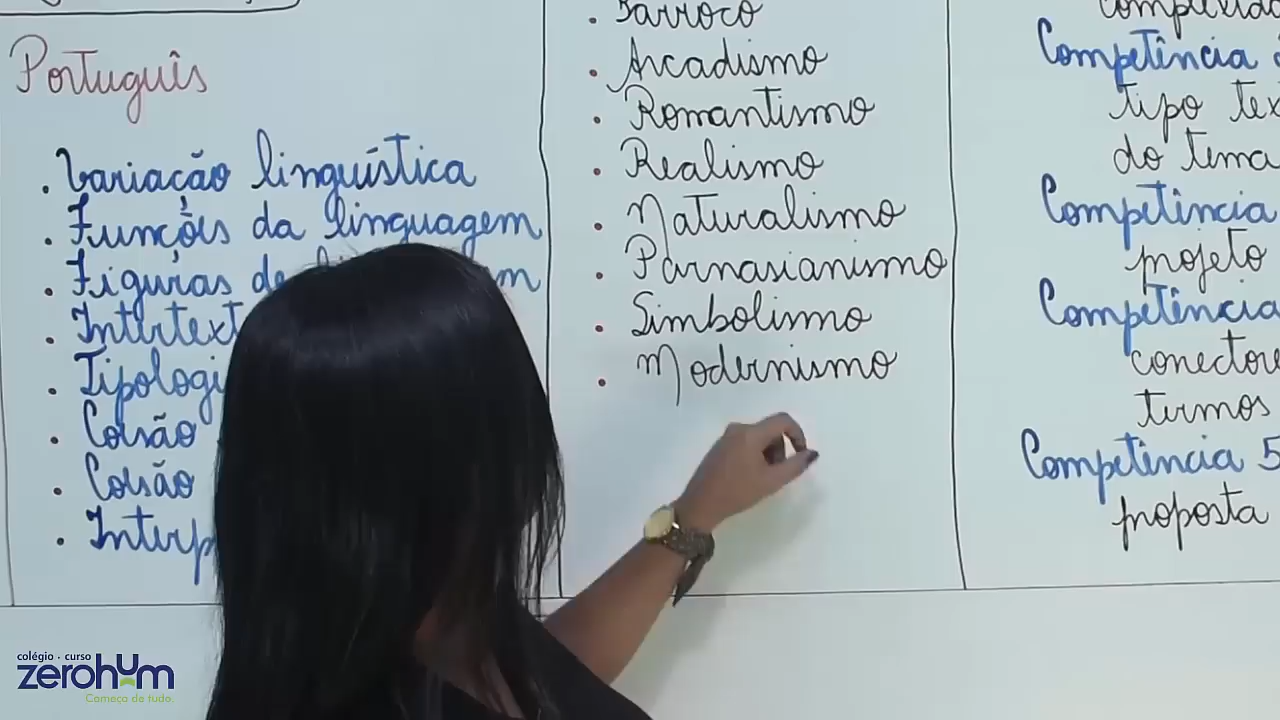 Português
. Variação linguística
. Funções da linguagem
. Figuras de
. Intertext
. Tipologi
. Coesão
. Coesão
. Interp
. Barroco
. Arcadismo
. Romantismo
. Realismo
. Naturalismo
. Parnasianismo
. Simbolismo
. Modernismo
Competência
tipo tex
do tema
Competência
projeto
Competência
conectore
termos
Competência 5
proposta
colégio · curso
zerohum
Começa de tudo.